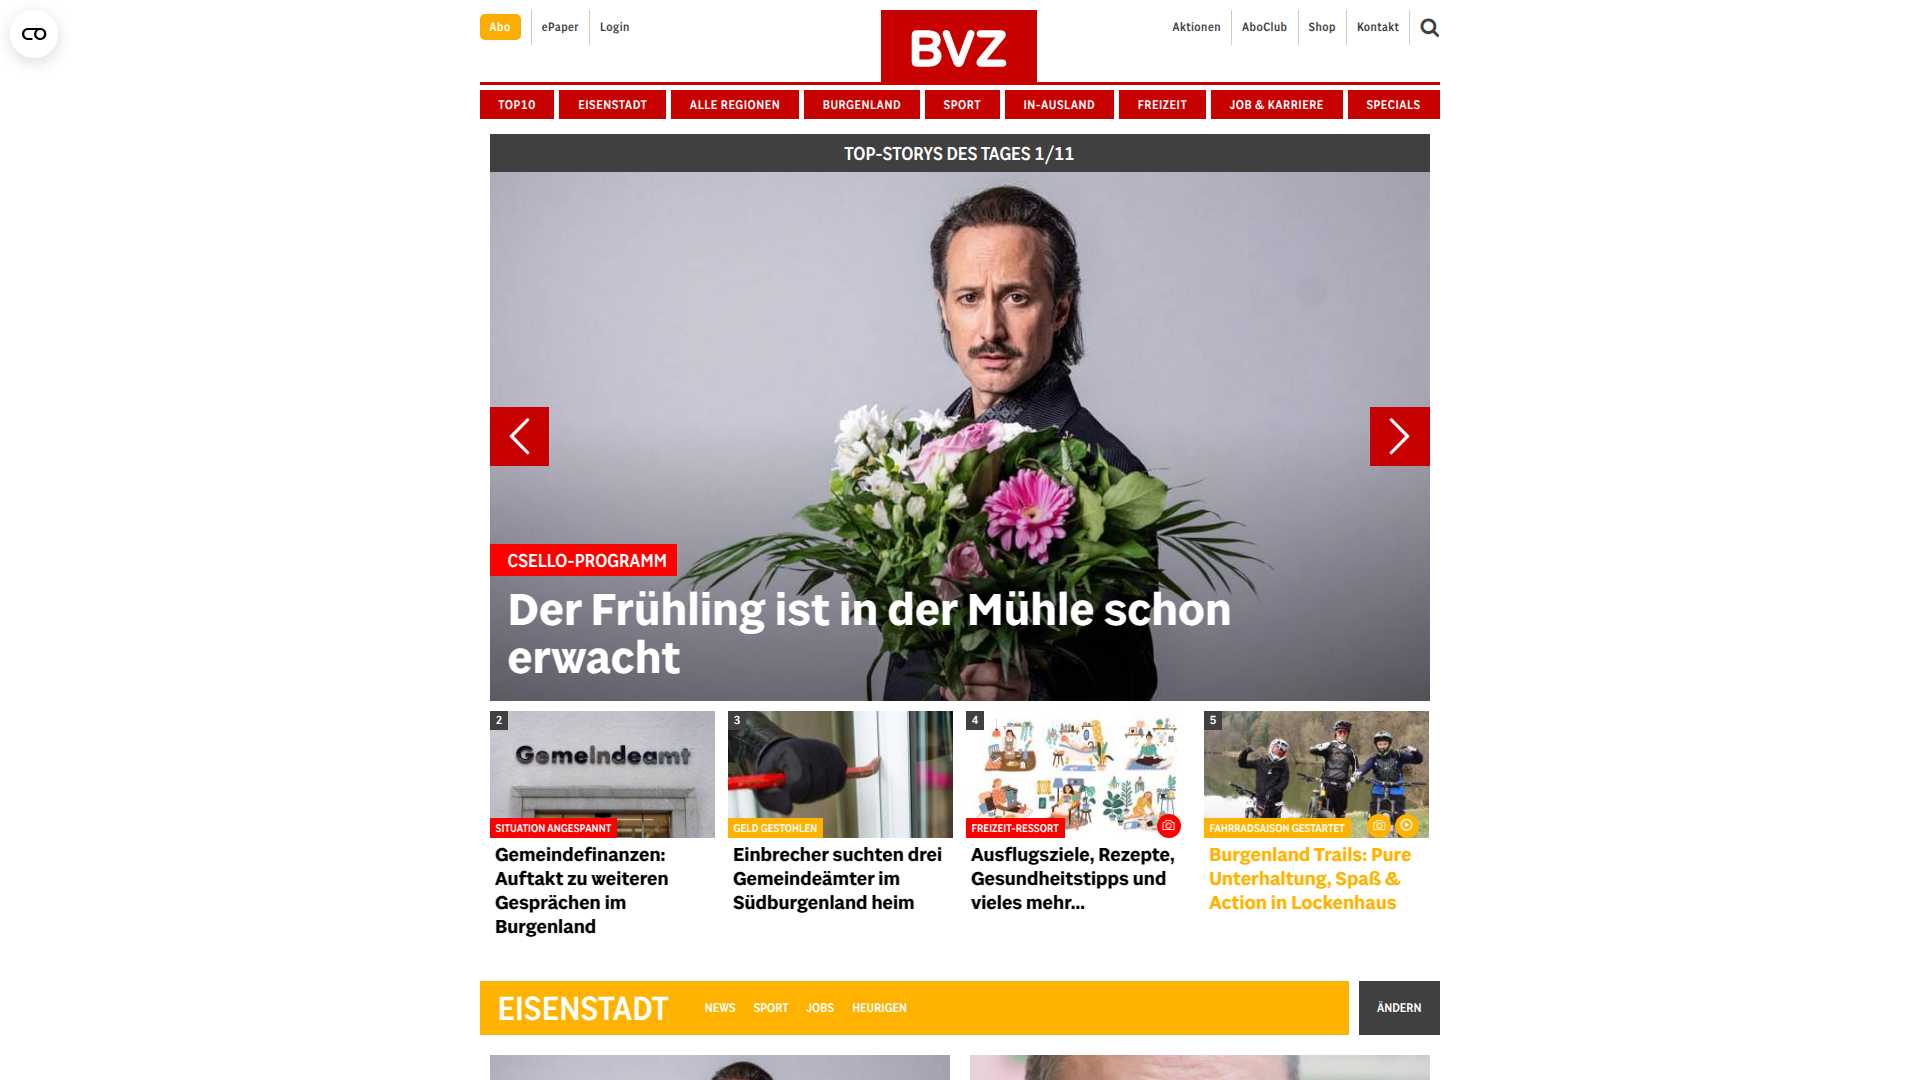 Abo
ePaper
Login
BVZ
Aktionen
AboClub
Shop
Kontakt
TOP10
EISENSTADT
ALLE REGIONEN
BURGENLAND
SPORT
IN-AUSLAND
FREIZEIT
JOB & KARRIERE
SPECIALS
TOP-STORYS DES TAGES 1/11
CSELLO-PROGRAMM
Der Frühling ist in der Mühle schon
erwacht
2
Gemeindeamt
SITUATION ANGESPANNT
Gemeindefinanzen:
Auftakt zu weiteren
Gesprächen im
Burgenland
3
GELD GESTOHLEN
Einbrecher suchten drei
Gemeindeämter im
Südburgenland heim
4
FREIZEIT-RESSORT
Ausflugsziele, Rezepte,
Gesundheitstipps und
vieles mehr...
5
FAHRRADSAISON GESTARTET
Burgenland Trails: Pure
Unterhaltung, Spaß &
Action in Lockenhaus
EISENSTADT
NEWS
SPORT
JOBS
HEURIGEN
ÄNDERN